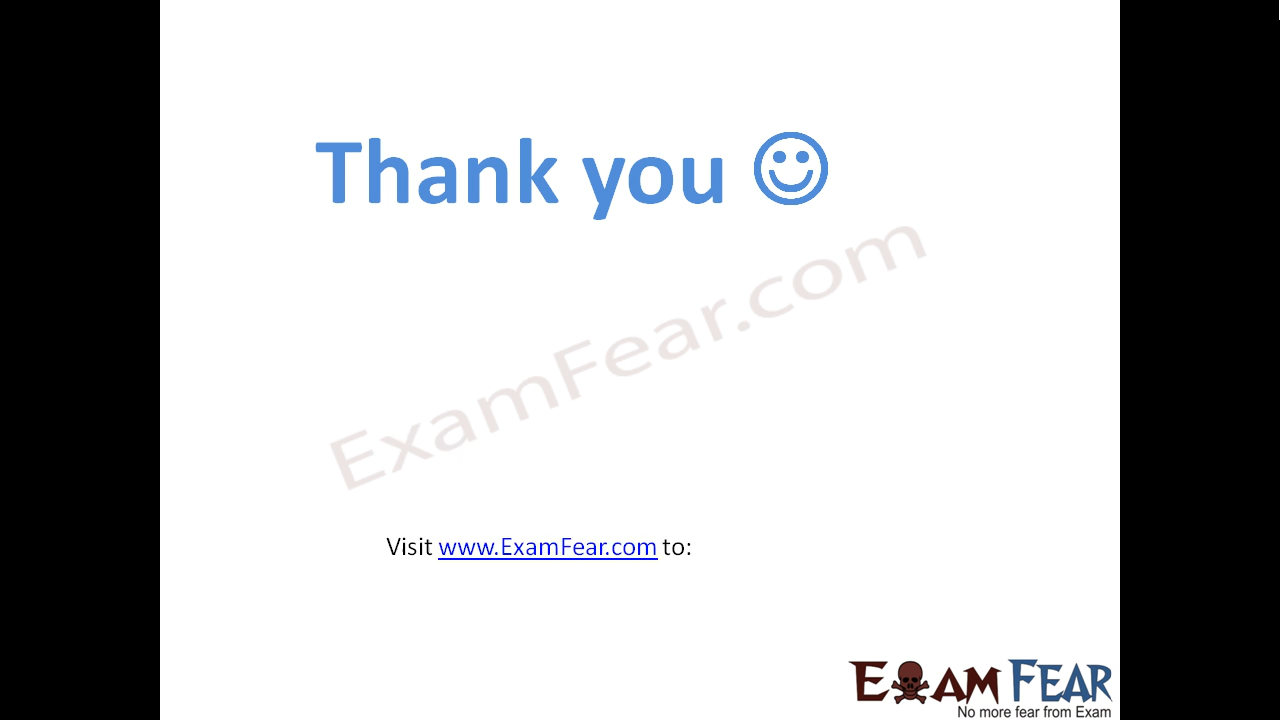 Thank you ☺
ExamFear.com
Visit www.ExamFear.com to:
EXAM FEAR
No more fear from Exam